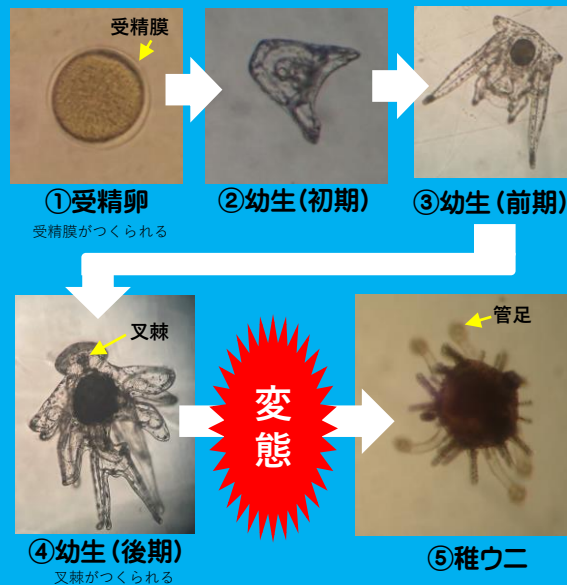 受精膜
①受精卵
受精膜がつくられる
②幼生(初期)
③幼生(前期)
叉棘
④幼生(後期)
叉棘がつくられる
変態
管足
⑤稚ウニ